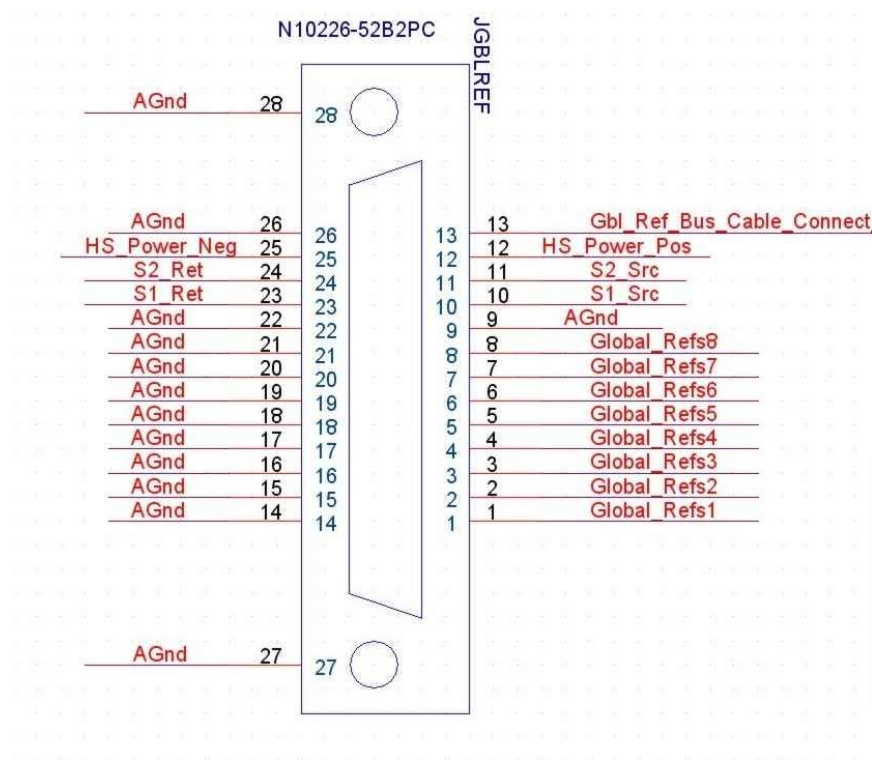 N10226-52B2PC
JGBLREF
AGnd 28 28
AGnd 26 26 13 13 Gbl_Ref_Bus_Cable_Connect
HS_Power_Neg 25 25 12 12 HS_Power_Pos
S2_Ret 24 24 11 11 S2_Src
S1_Ret 23 23 10 10 S1_Src
AGnd 22 22 9 9 AGnd
AGnd 21 21 8 8 Global_Refs8
AGnd 20 20 7 7 Global_Refs7
AGnd 19 19 6 6 Global_Refs6
AGnd 18 18 5 5 Global_Refs5
AGnd 17 17 4 4 Global_Refs4
AGnd 16 16 3 3 Global_Refs3
AGnd 15 15 2 2 Global_Refs2
AGnd 14 14 1 1 Global_Refs1
AGnd 27 27